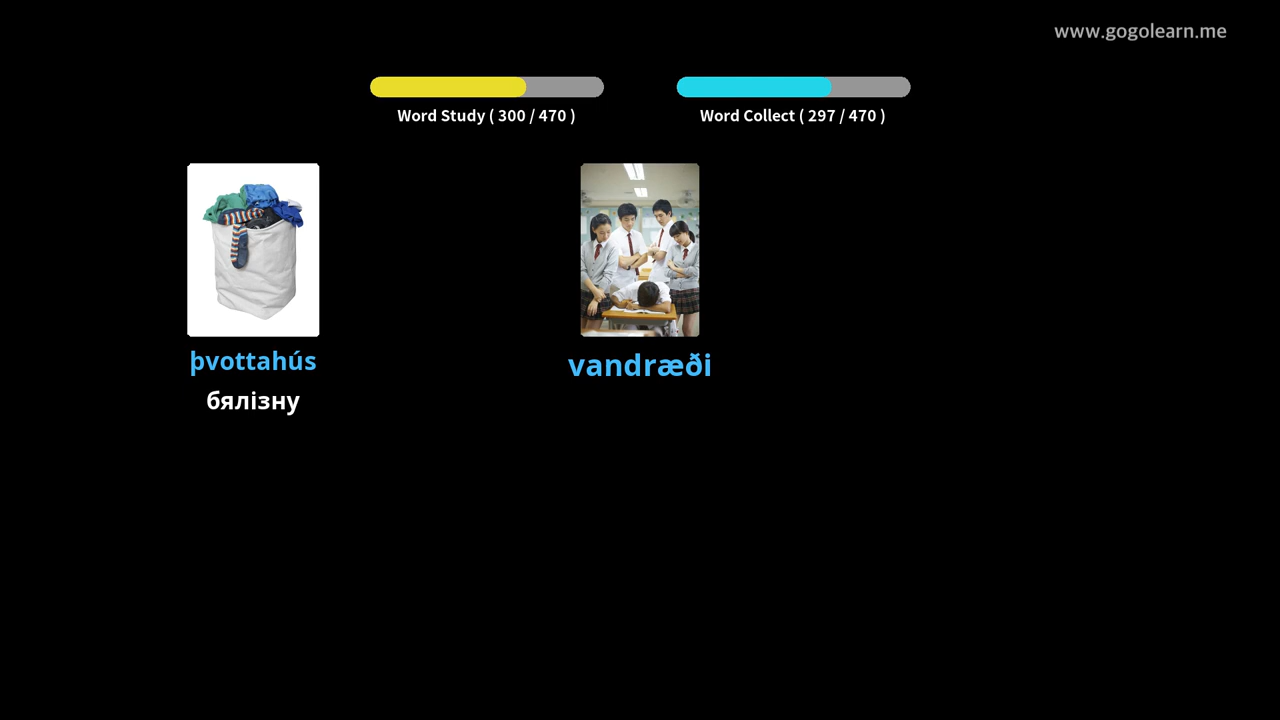 www.gogolearn.me
Word Study ( 300 / 470 )
Word Collect ( 297 / 470 )
þvottahús
бялізну
vandræði